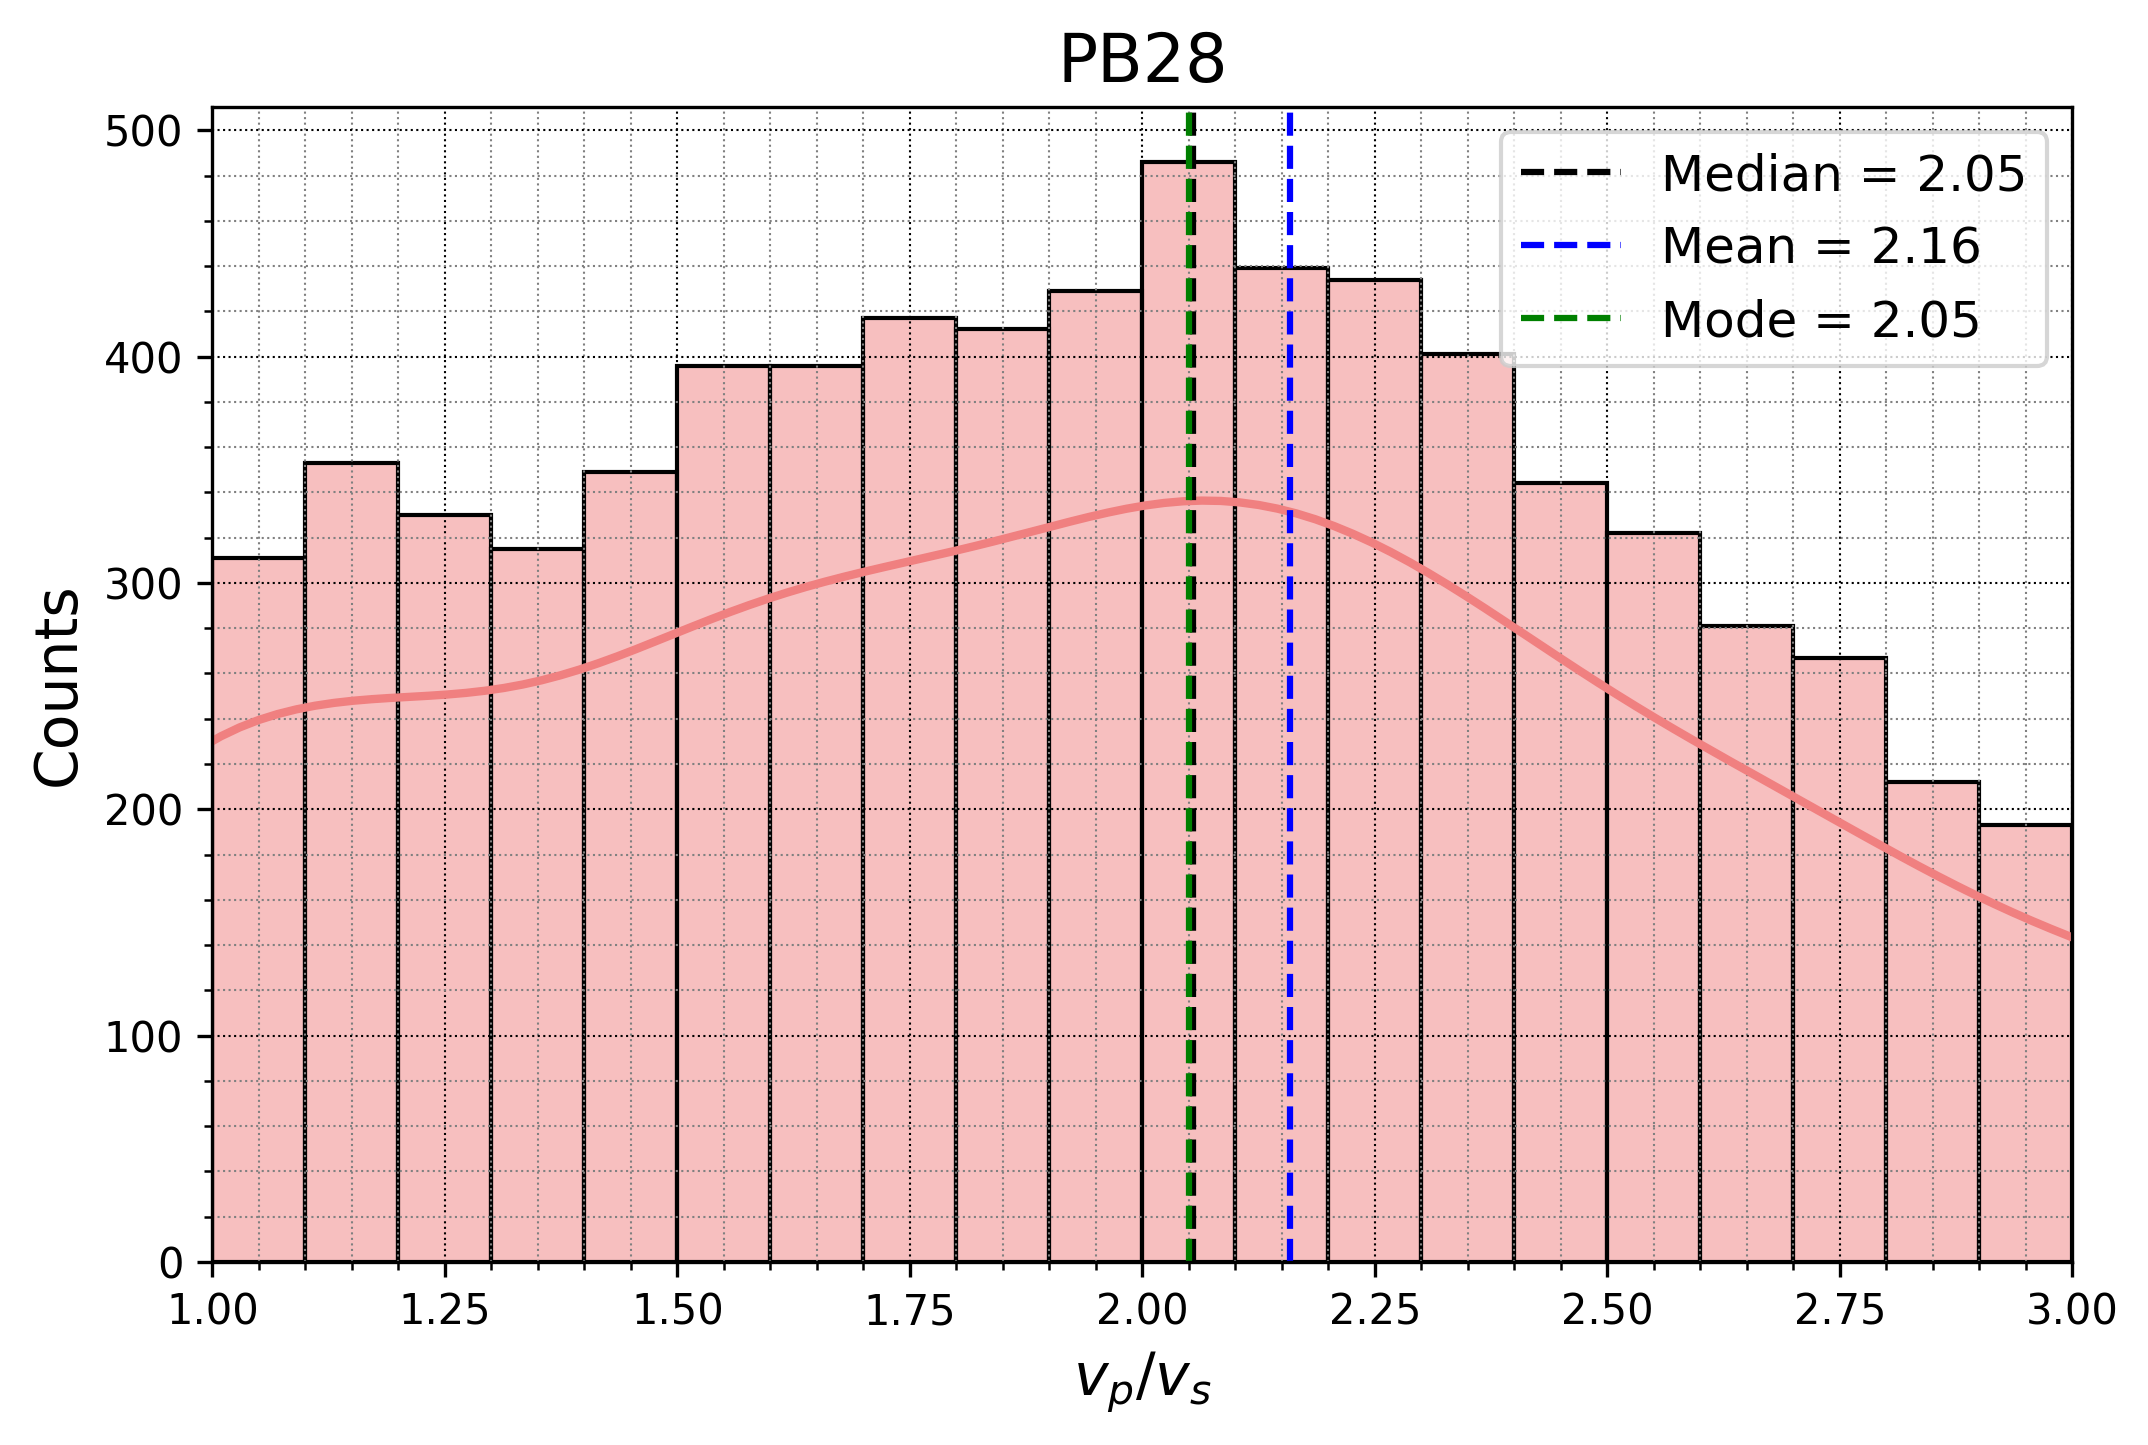 PB28
500
400
300
200
100
0
Counts
Median = 2.05
Mean = 2.16
Mode = 2.05
1.00 1.25 1.50 1.75 2.00 2.25 2.50 2.75 3.00
v_p/v_s